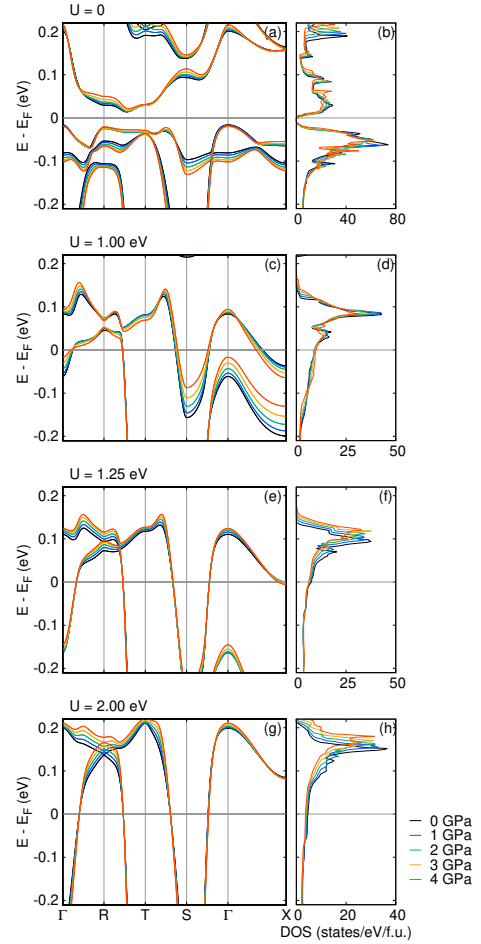 U = 0
(a)
(b)
E - E_F (eV)
0.2
0.1
0
-0.1
-0.2
0 40 80
U = 1.00 eV
(c)
(d)
E - E_F (eV)
0.2
0.1
0
-0.1
-0.2
0 25 50
U = 1.25 eV
(e)
(f)
E - E_F (eV)
0.2
0.1
0
-0.1
-0.2
0 25 50
U = 2.00 eV
(g)
(h)
E - E_F (eV)
0.2
0.1
0
-0.1
-0.2
Γ R T S Γ X
0 20 40
DOS (states/eV/f.u.)
0 GPa
1 GPa
2 GPa
3 GPa
4 GPa